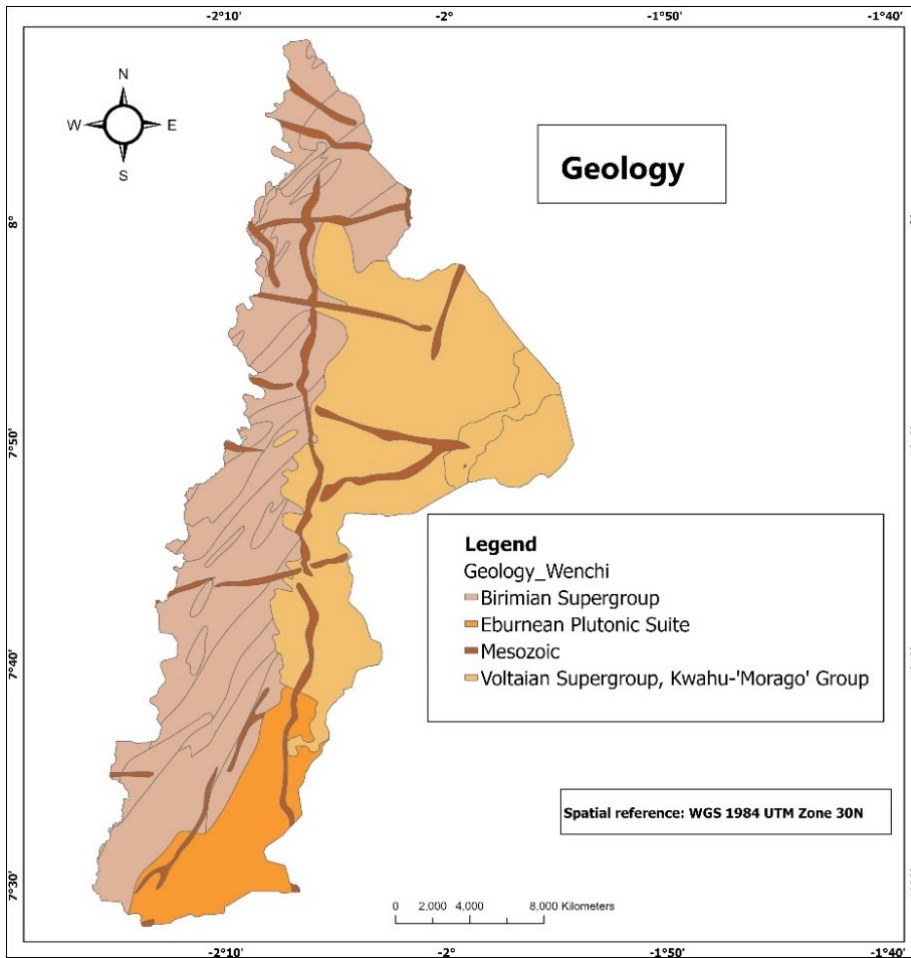 -2°10' -2° -1°50' -1°40'
N
W E
S
Geology
8°
7°50'
Legend
Geology_Wenchi
Birimian Supergroup
Eburnean Plutonic Suite
Mesozoic
Voltaian Supergroup, Kwahu-'Morago' Group
7°40'
Spatial reference: WGS 1984 UTM Zone 30N
7°30'
0 2,000 4,000 8,000 Kilometers
-2°10' -2° -1°50' -1°40'